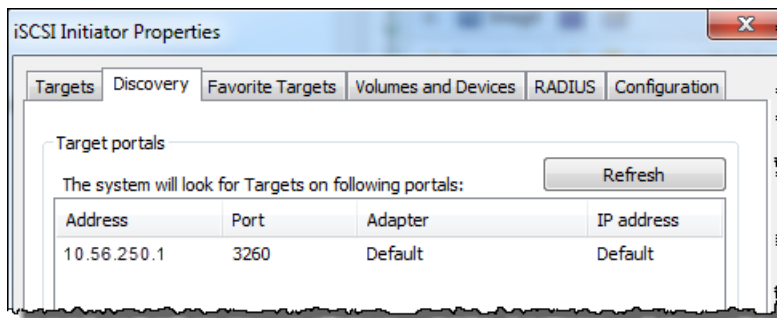 iSCSI Initiator Properties
Targets Discovery Favorite Targets Volumes and Devices RADIUS Configuration
Target portals
The system will look for Targets on following portals: Refresh
Address Port Adapter IP address
10.56.250.1 3260 Default Default